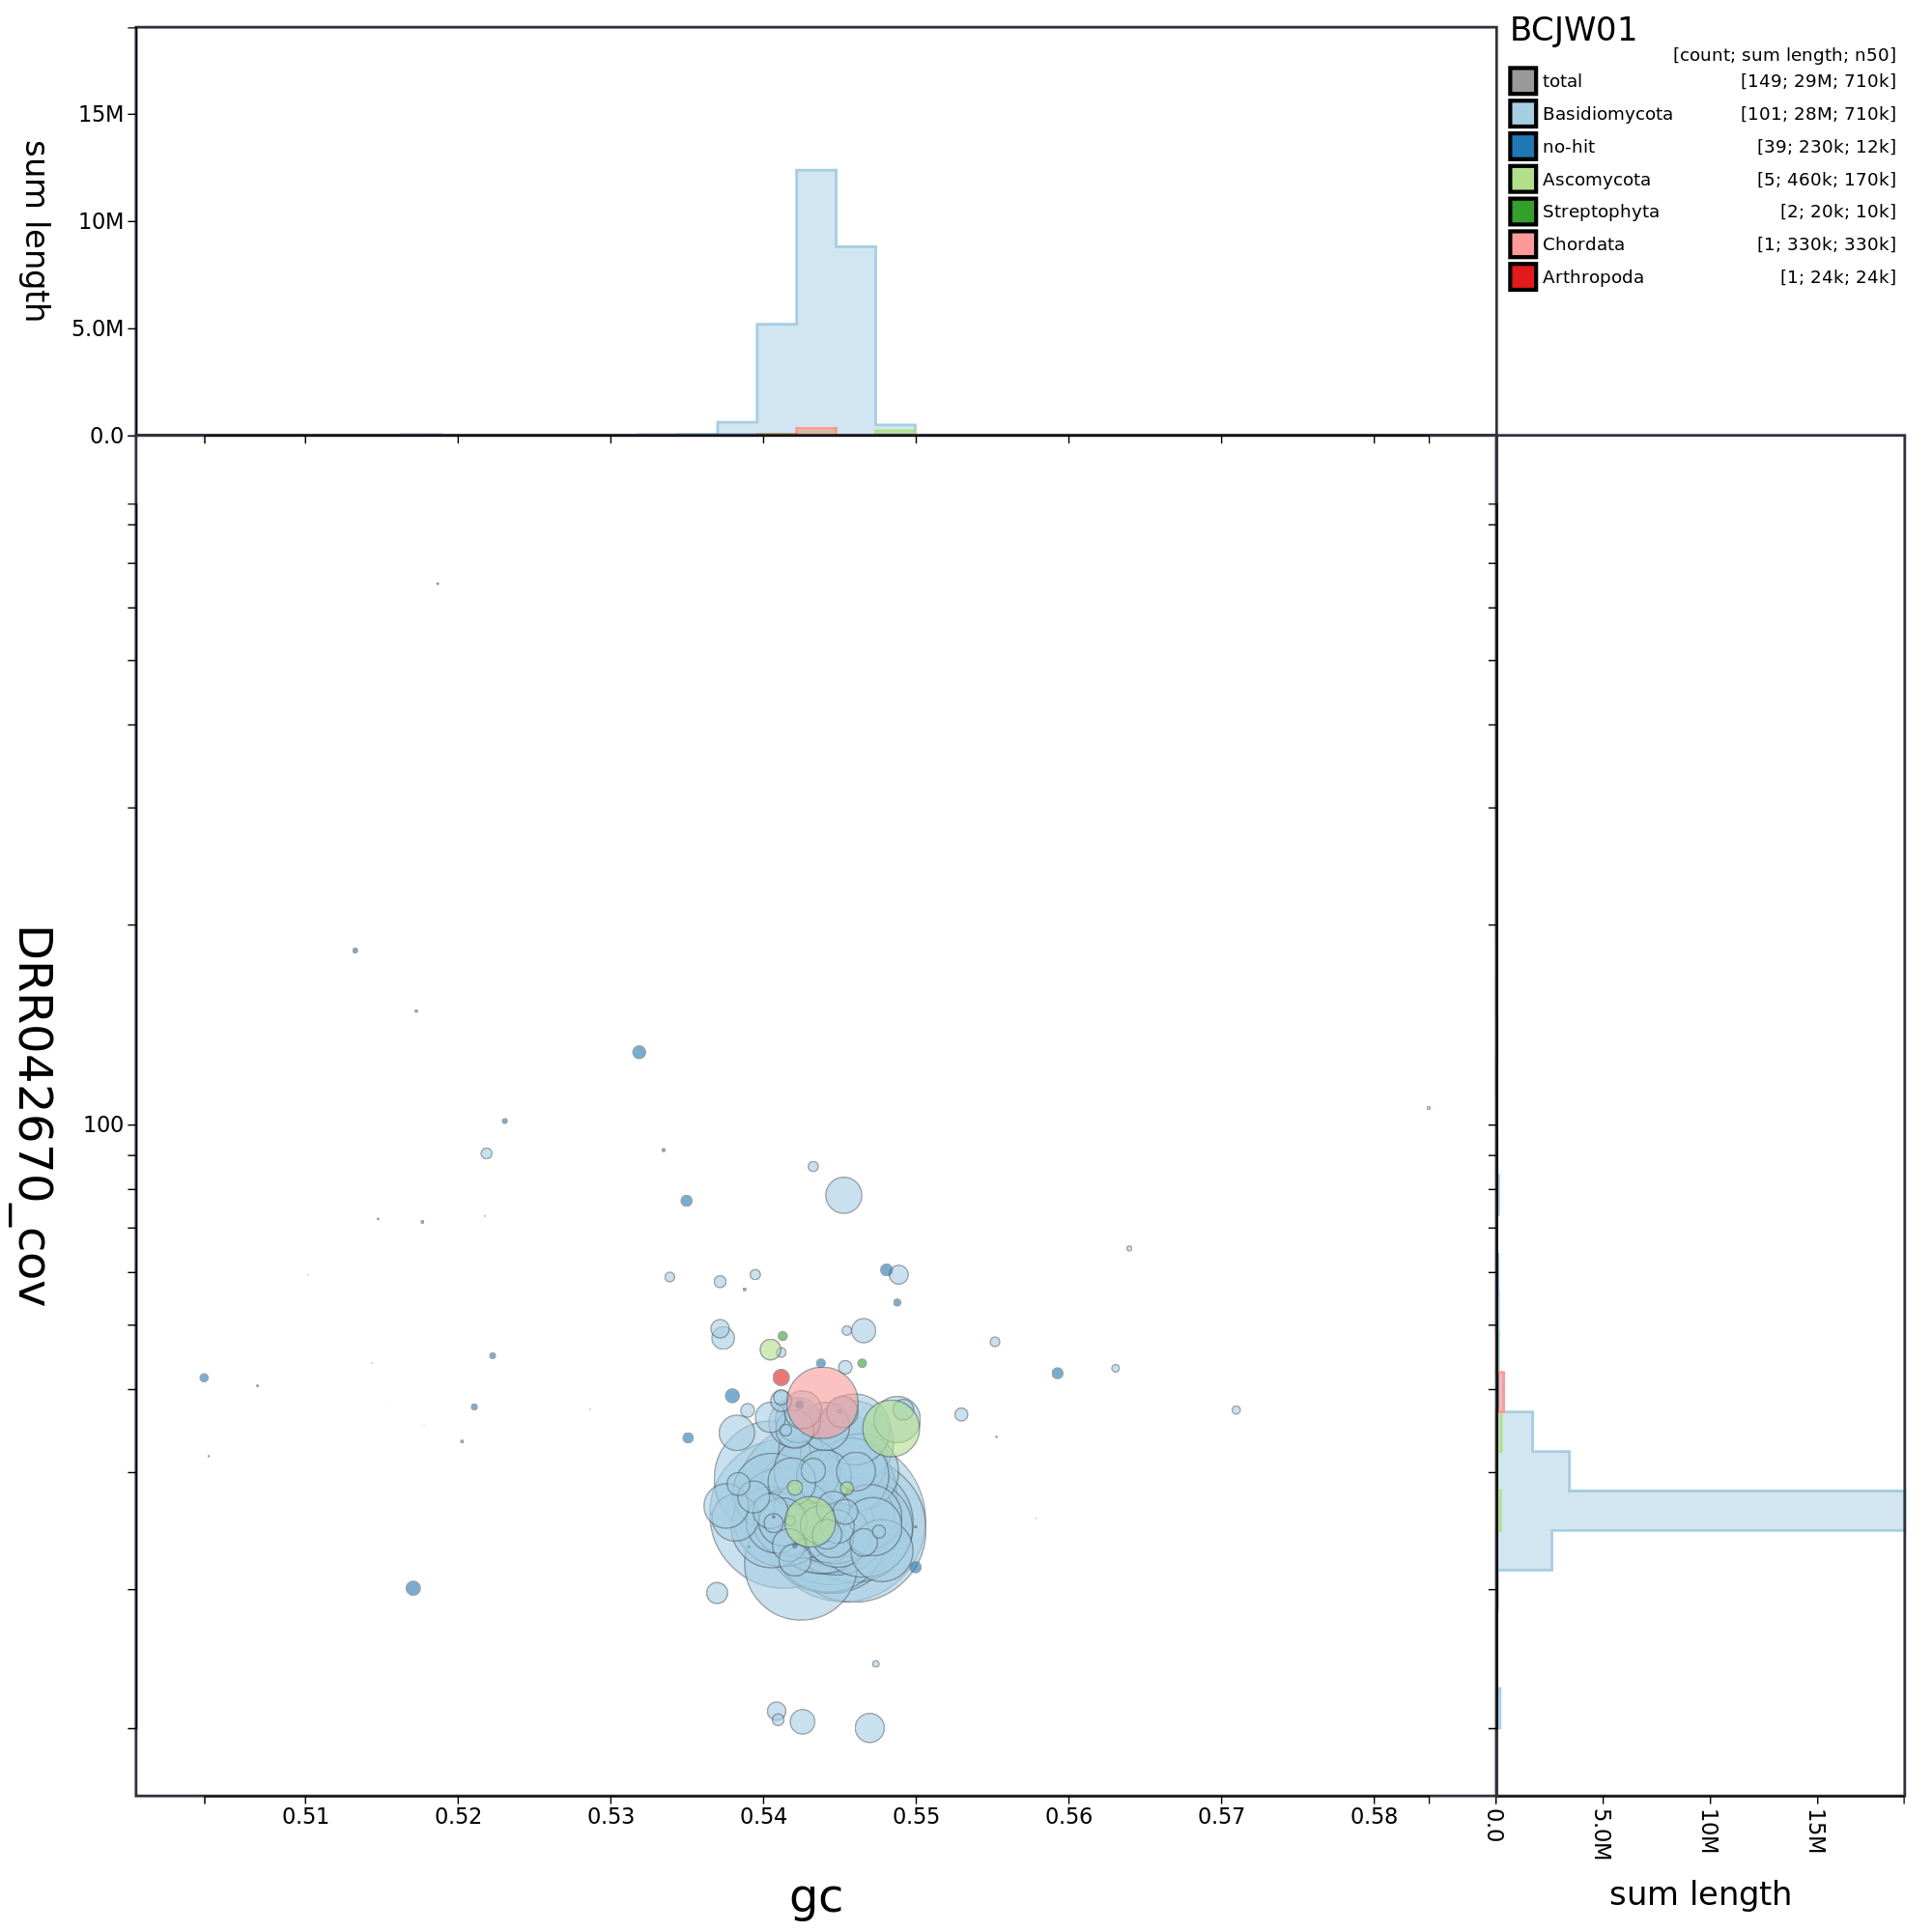 BCJW01
[count; sum length; n50]
total [149; 29M; 710k]
Basidiomycota [101; 28M; 710k]
no-hit [39; 230k; 12k]
Ascomycota [5; 460k; 170k]
Streptophyta [2; 20k; 10k]
Chordata [1; 330k; 330k]
Arthropoda [1; 24k; 24k]
sum length
15M
10M
5.0M
0.0
DRR042670_cov
100
0.51 0.52 0.53 0.54 0.55 0.56 0.57 0.58
gc
0.0 5.0M 10M 15M
sum length